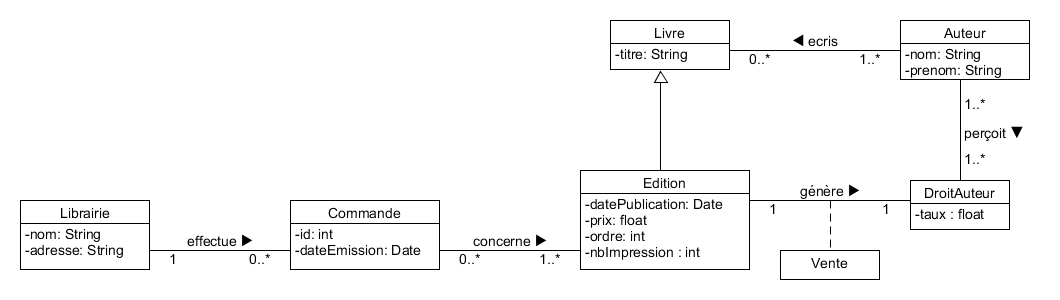 Livre
-titre: String
◀ ecris
0..*
1..*
Auteur
-nom: String
-prenom: String
1..*
perçoit ▼
1..*
Librairie
-nom: String
-adresse: String
effectue ▶
1
0..*
Commande
-id: int
-dateEmission: Date
concerne ▶
0..*
1..*
Edition
-datePublication: Date
-prix: float
-ordre: int
-nbImpression : int
génère ▶
1
1
DroitAuteur
-taux : float
Vente